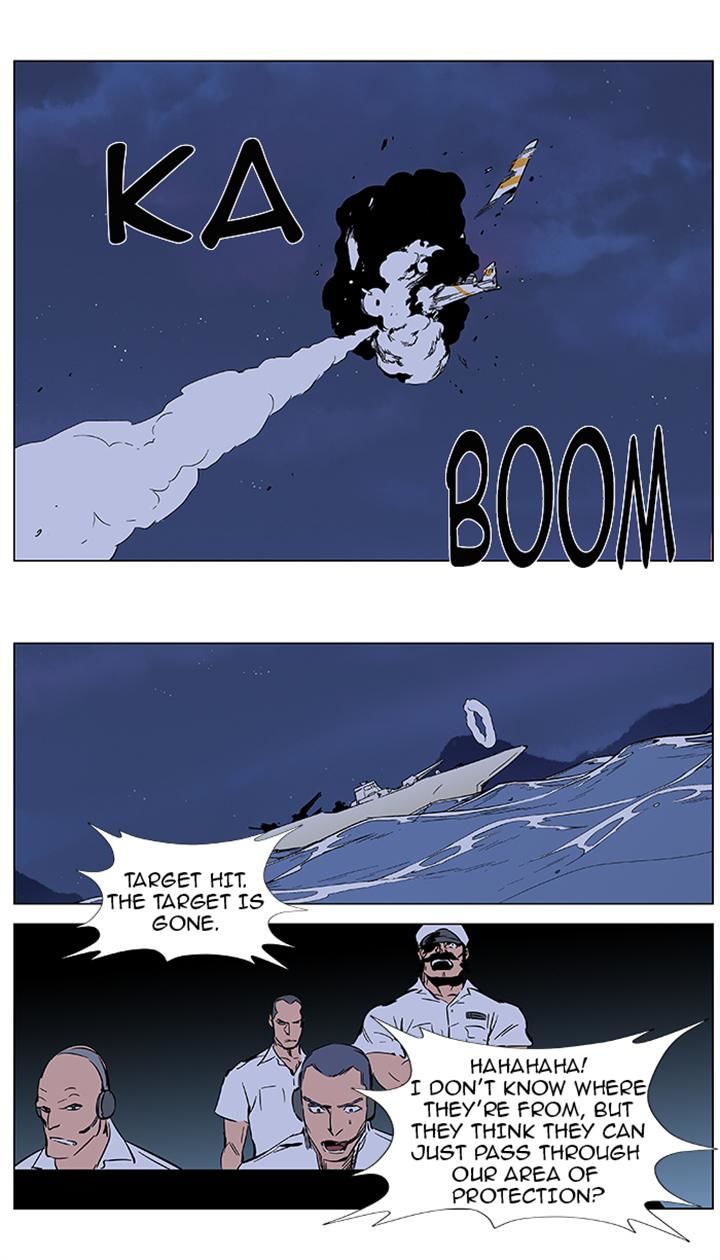 KA
BOOM
TARGET HIT.
THE TARGET IS
GONE.
HAHAHAHA!
I DON'T KNOW WHERE
THEY'RE FROM, BUT
THEY THINK THEY CAN
JUST PASS THROUGH
OUR AREA OF
PROTECTION?